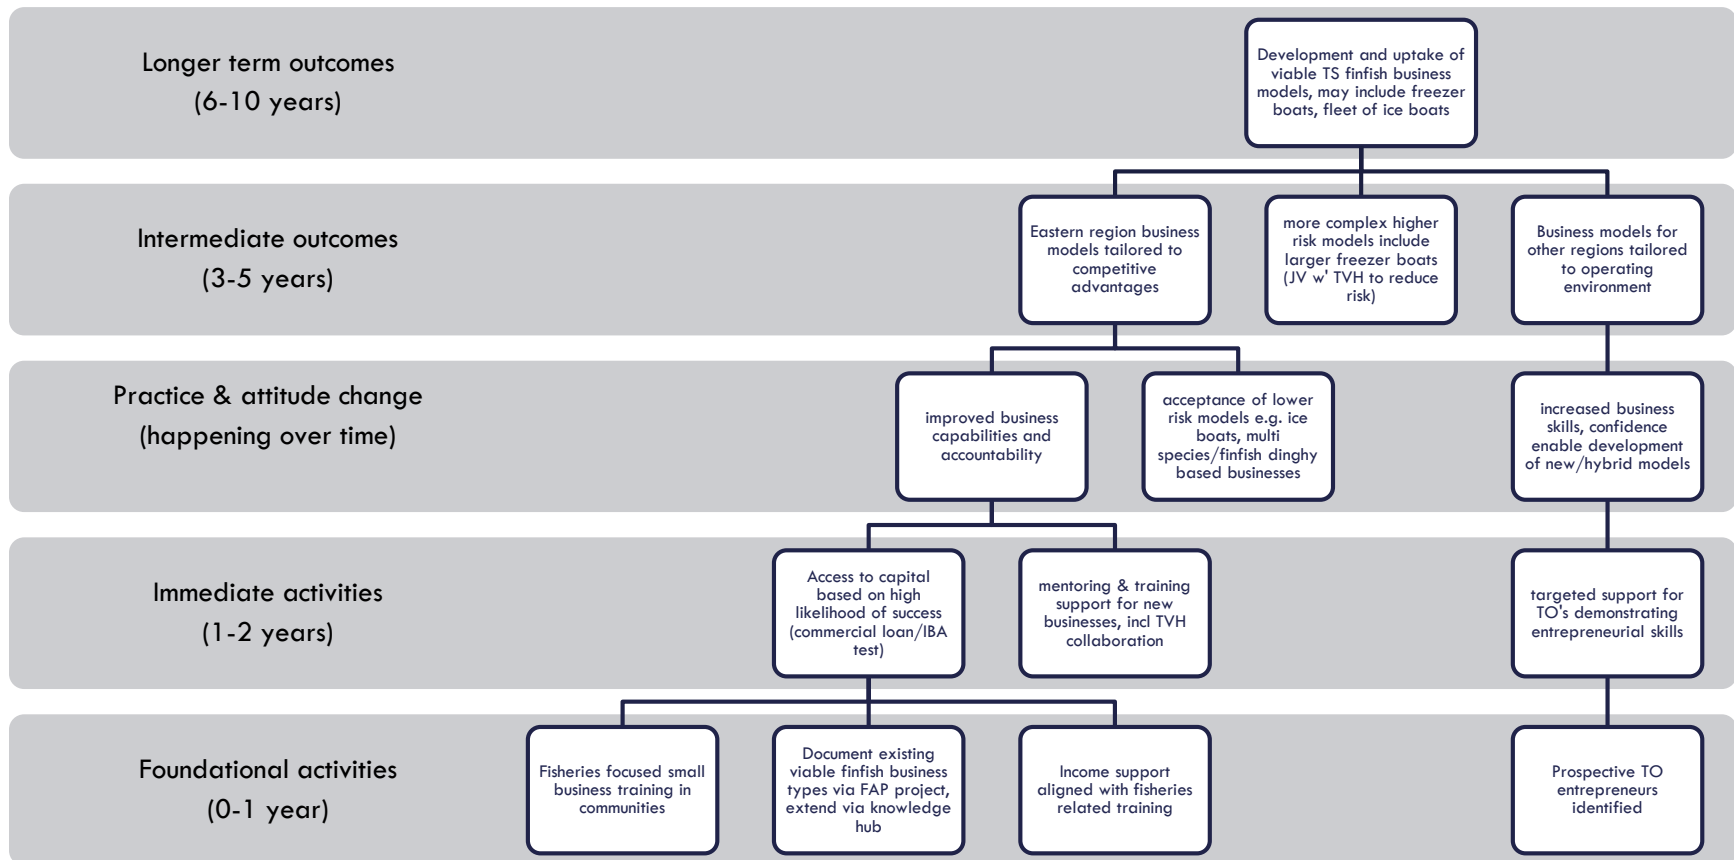 Longer term outcomes
(6-10 years)
Development and uptake of
viable TS finfish business
models, may include freezer
boats, fleet of ice boats
Intermediate outcomes
(3-5 years)
Eastern region business
models tailored to
competitive
advantages
more complex higher
risk models include
larger freezer boats
(JV w' TVH to reduce
risk)
Business models for
other regions tailored
to operating
environment
Practice & attitude change
(happening over time)
improved business
capabilities and
accountability
acceptance of lower
risk models e.g. ice
boats, multi
species/finfish dinghy
based businesses
increased business
skills, confidence
enable development
of new/hybrid models
Immediate activities
(1-2 years)
Access to capital
based on high
likelihood of success
(commercial loan/IBA
test)
mentoring & training
support for new
businesses, incl TVH
collaboration
targeted support for
TO's demonstrating
entrepreneurial skills
Foundational activities
(0-1 year)
Fisheries focused small
business training in
communities
Document existing
viable finfish business
types via FAP project,
extend via knowledge
hub
Income support
aligned with fisheries
related training
Prospective TO
entrepreneurs
identified